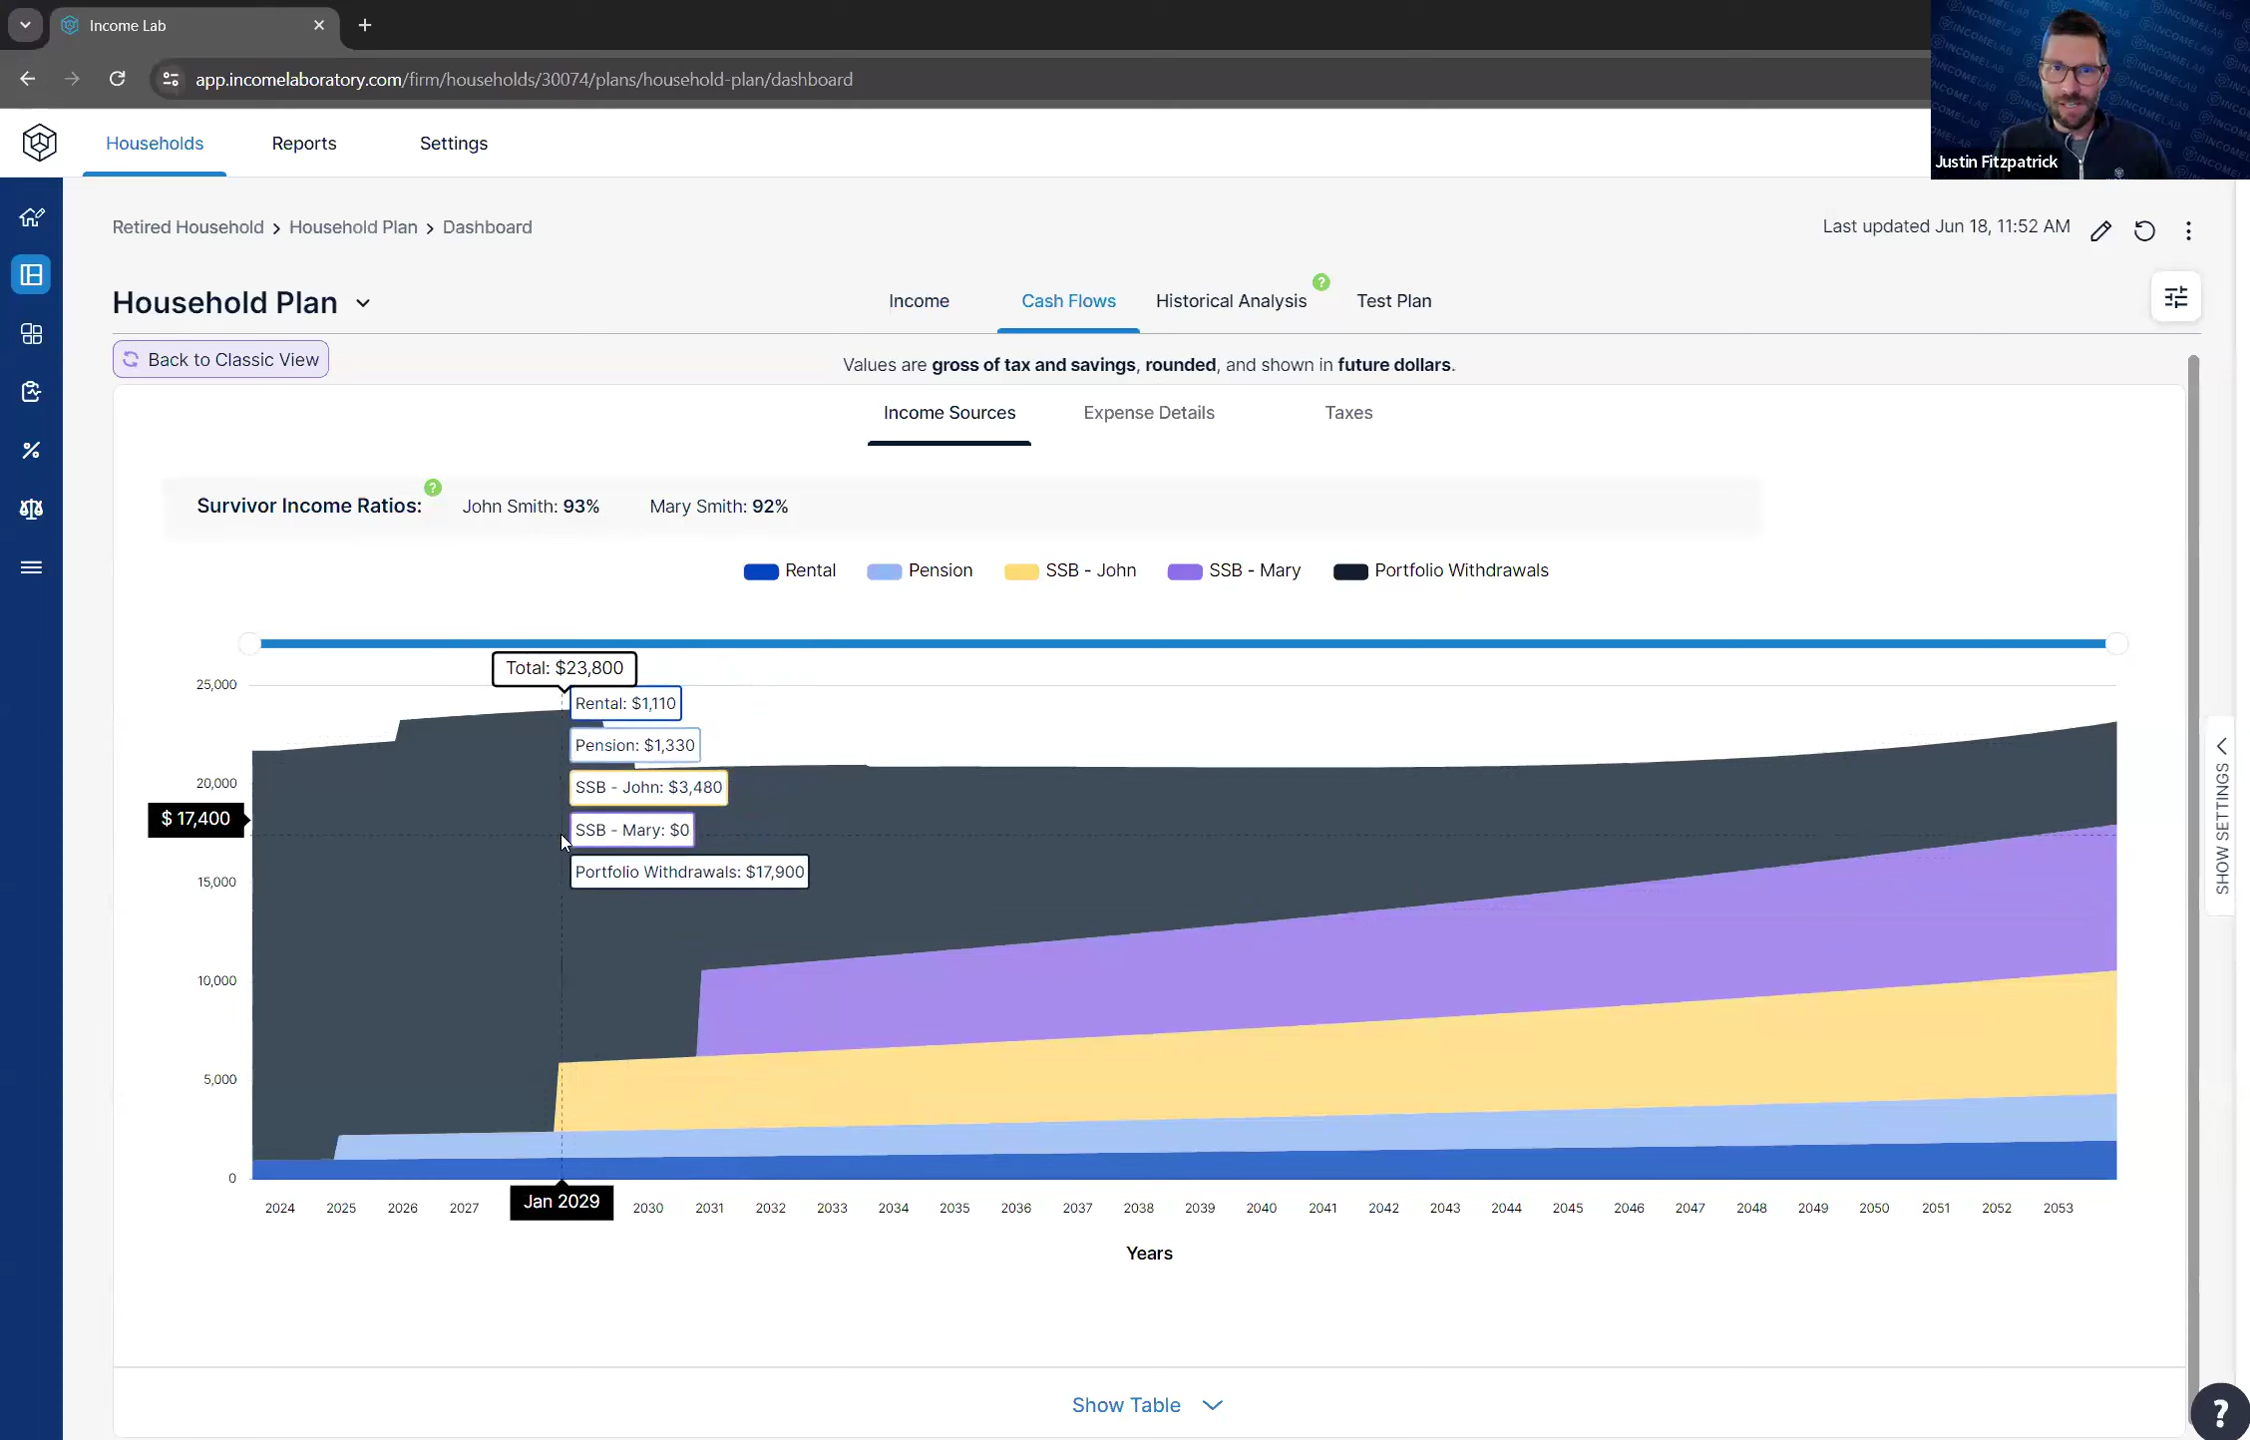 Income Lab
app.incomelaboratory.com/firm/households/30074/plans/household-plan/dashboard
Justin Fitzpatrick
Households
Reports
Settings
Retired Household > Household Plan > Dashboard
Last updated Jun 18, 11:52 AM
Household Plan
Income
Cash Flows
Historical Analysis
?
Test Plan
Back to Classic View
Values are gross of tax and savings, rounded, and shown in future dollars.
Income Sources
Expense Details
Taxes
Survivor Income Ratios:
?
John Smith: 93%
Mary Smith: 92%
Rental
Pension
SSB - John
SSB - Mary
Portfolio Withdrawals
Total: $23,800
25,000
Rental: $1,110
Pension: $1,330
20,000
SSB - John: $3,480
$ 17,400
SSB - Mary: $0
Portfolio Withdrawals: $17,900
15,000
10,000
5,000
0
SHOW SETTINGS
2024 2025 2026 2027 Jan 2029 2030 2031 2032 2033 2034 2035 2036 2037 2038 2039 2040 2041 2042 2043 2044 2045 2046 2047 2048 2049 2050 2051 2052 2053
Years
Show Table
?